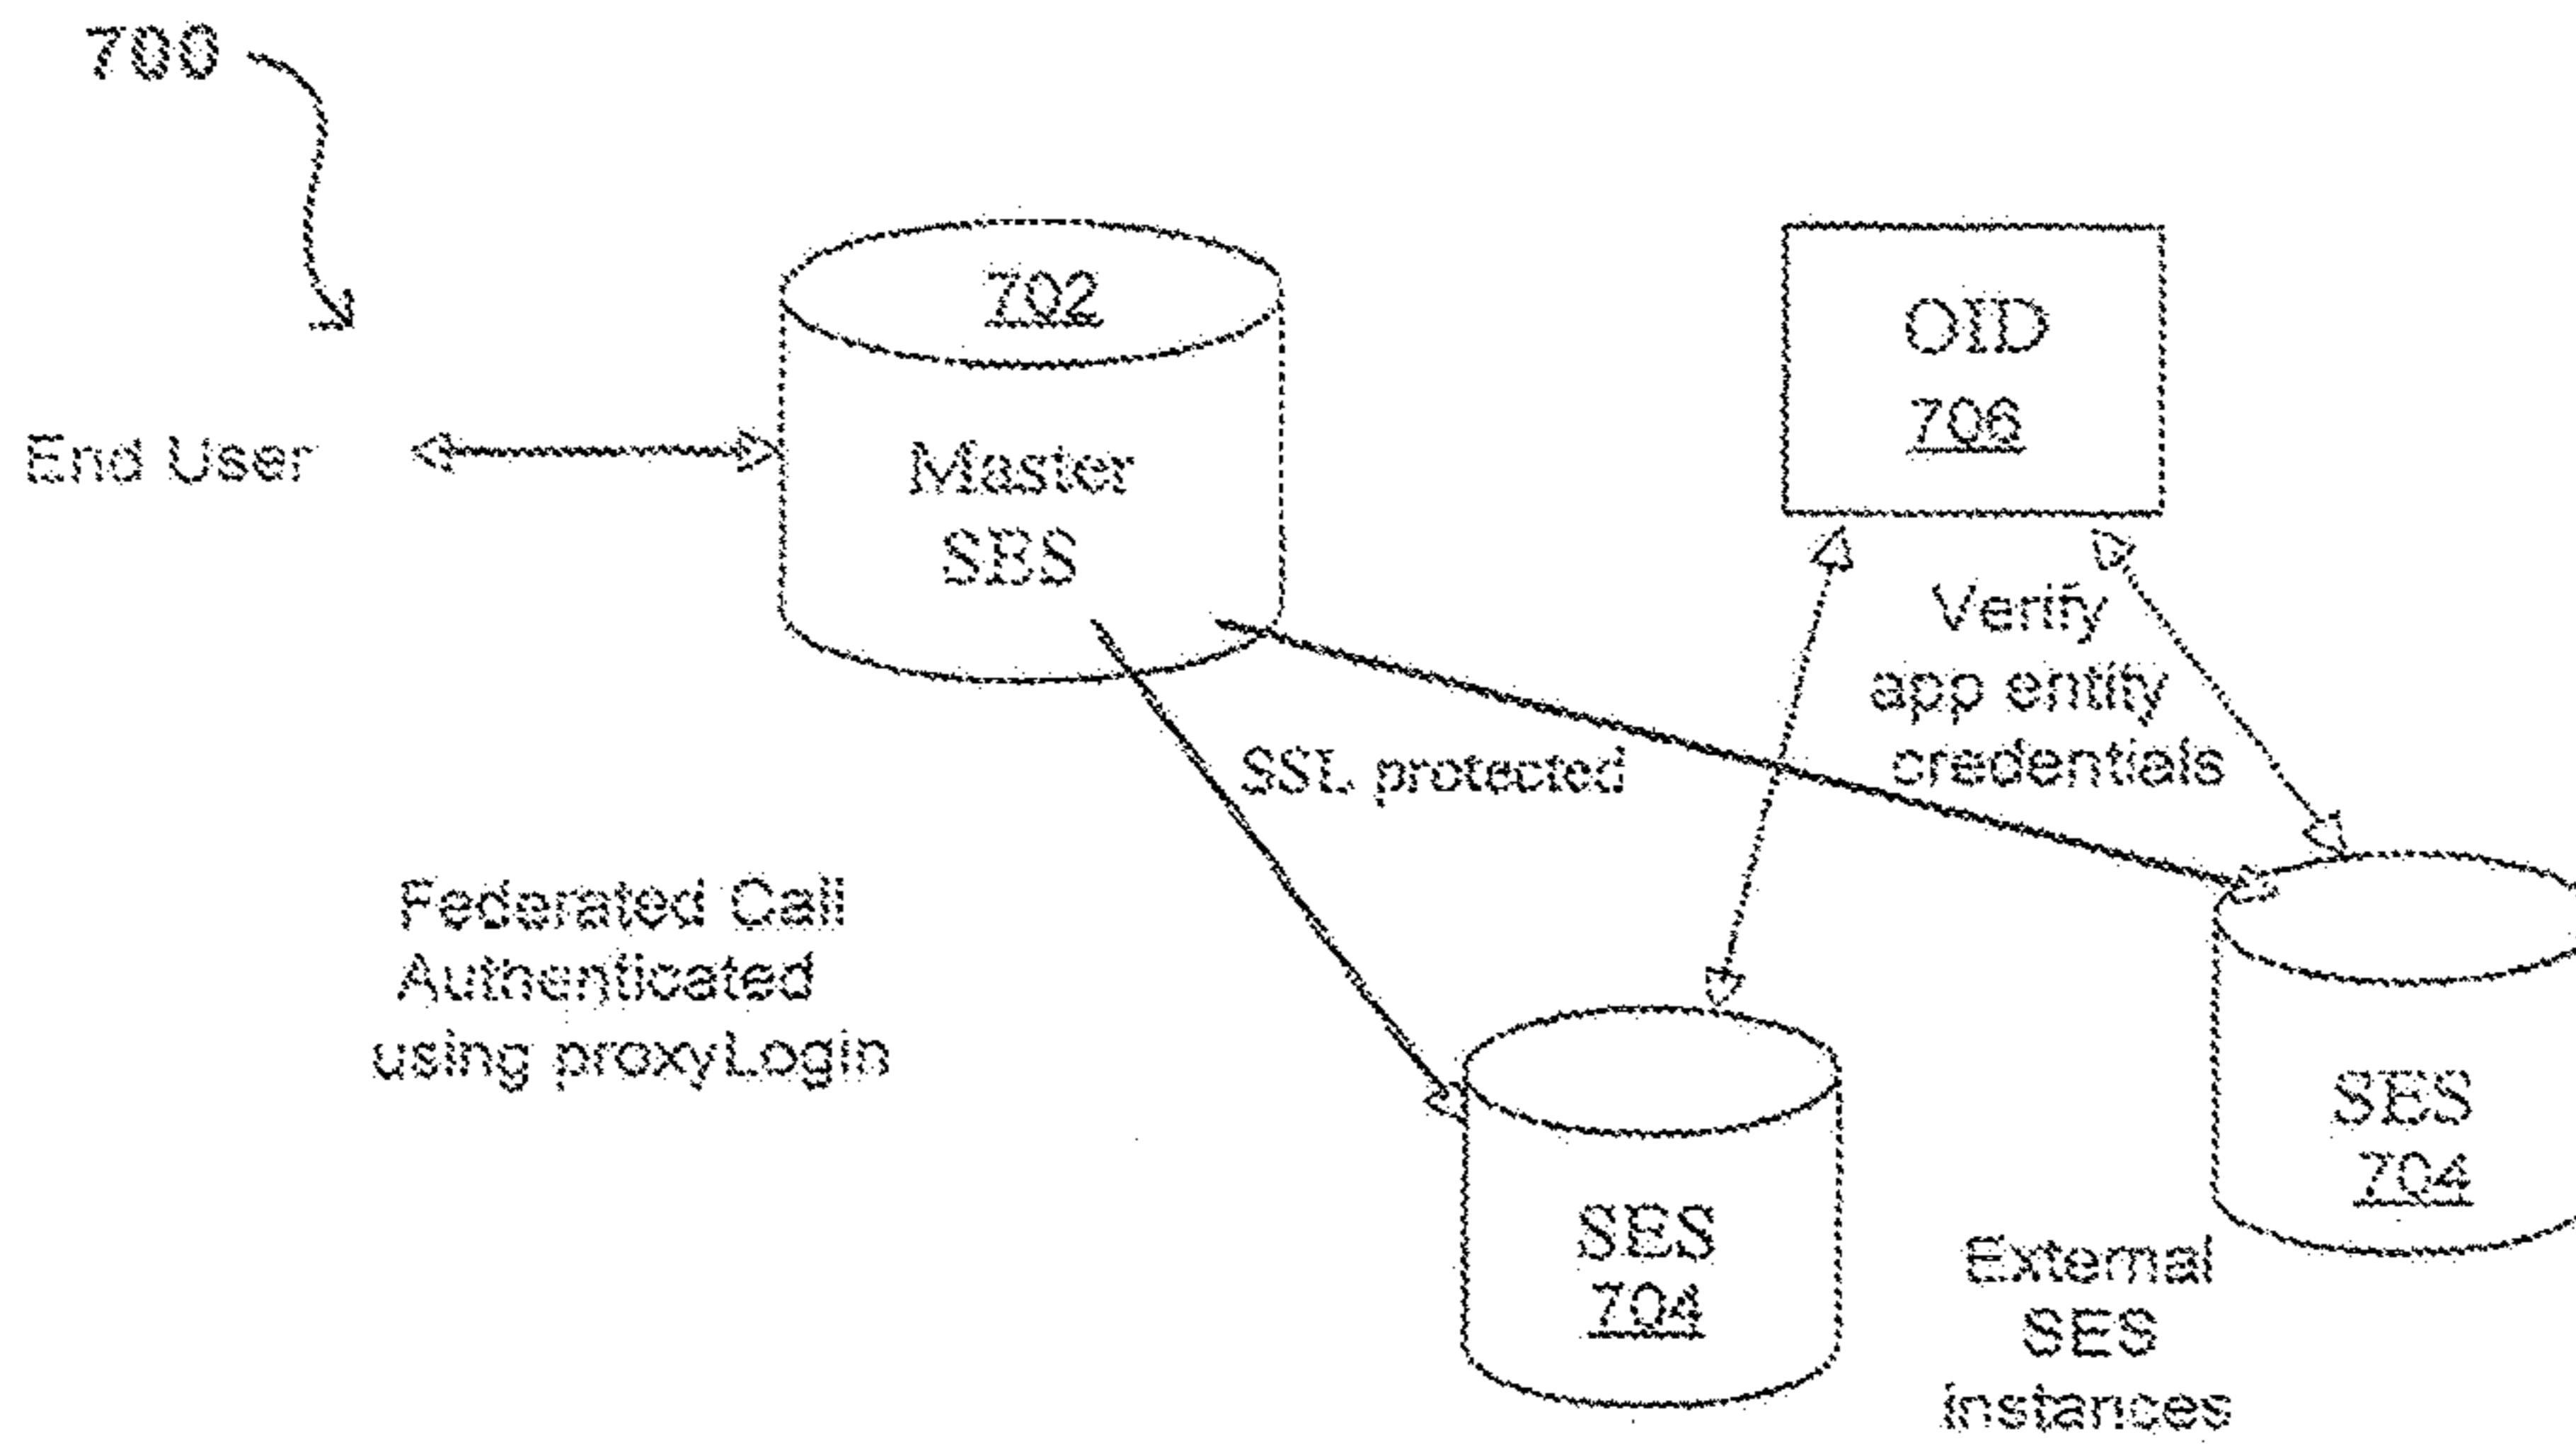 700
702
Master
SES
End User
OID
706
Verify
app entity
credentials
SSL protected
Federated Call
Authenticated
using proxyLogin
SES
704
SES
704
External
SES
instances